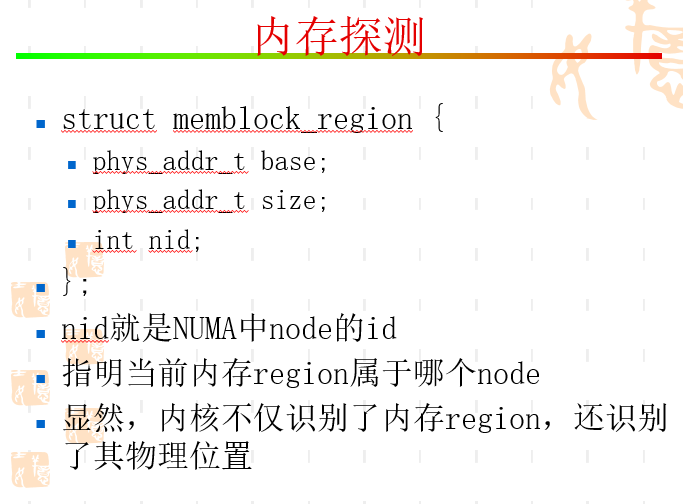 内存探测
struct memblock_region {
phys_addr_t base;
phys_addr_t size;
int nid;
};
nid就是NUMA中node的id
指明当前内存region属于哪个node
显然，内核不仅识别了内存region，还识别
了其物理位置